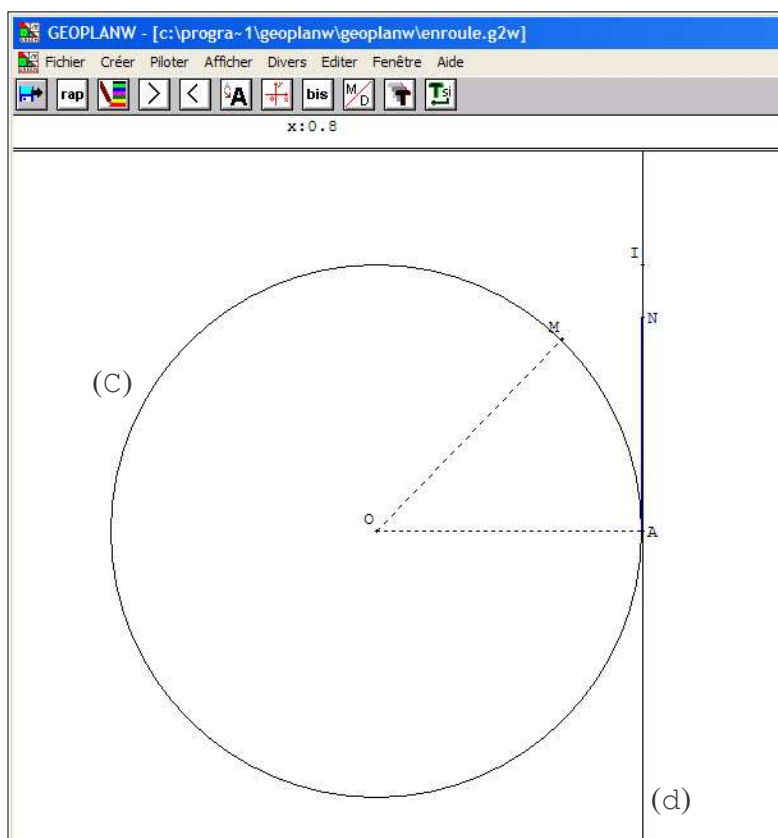 GEOPLANW - [c:\progra~1\geoplanw\geoplanw\enroule.g2w]
Fichier Créer Piloter Afficher Divers Editer Fenêtre Aide
rap > < A bis M/D T Tsi
x:0.8
I
N
M
(C)
O
A
(d)